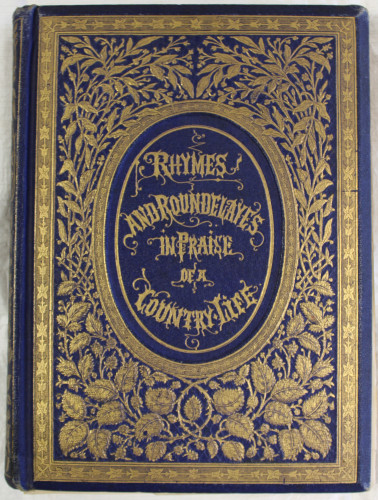 RHYMES
AND ROUNDELAYES
IN PRAISE
OF A
COUNTRY LIFE